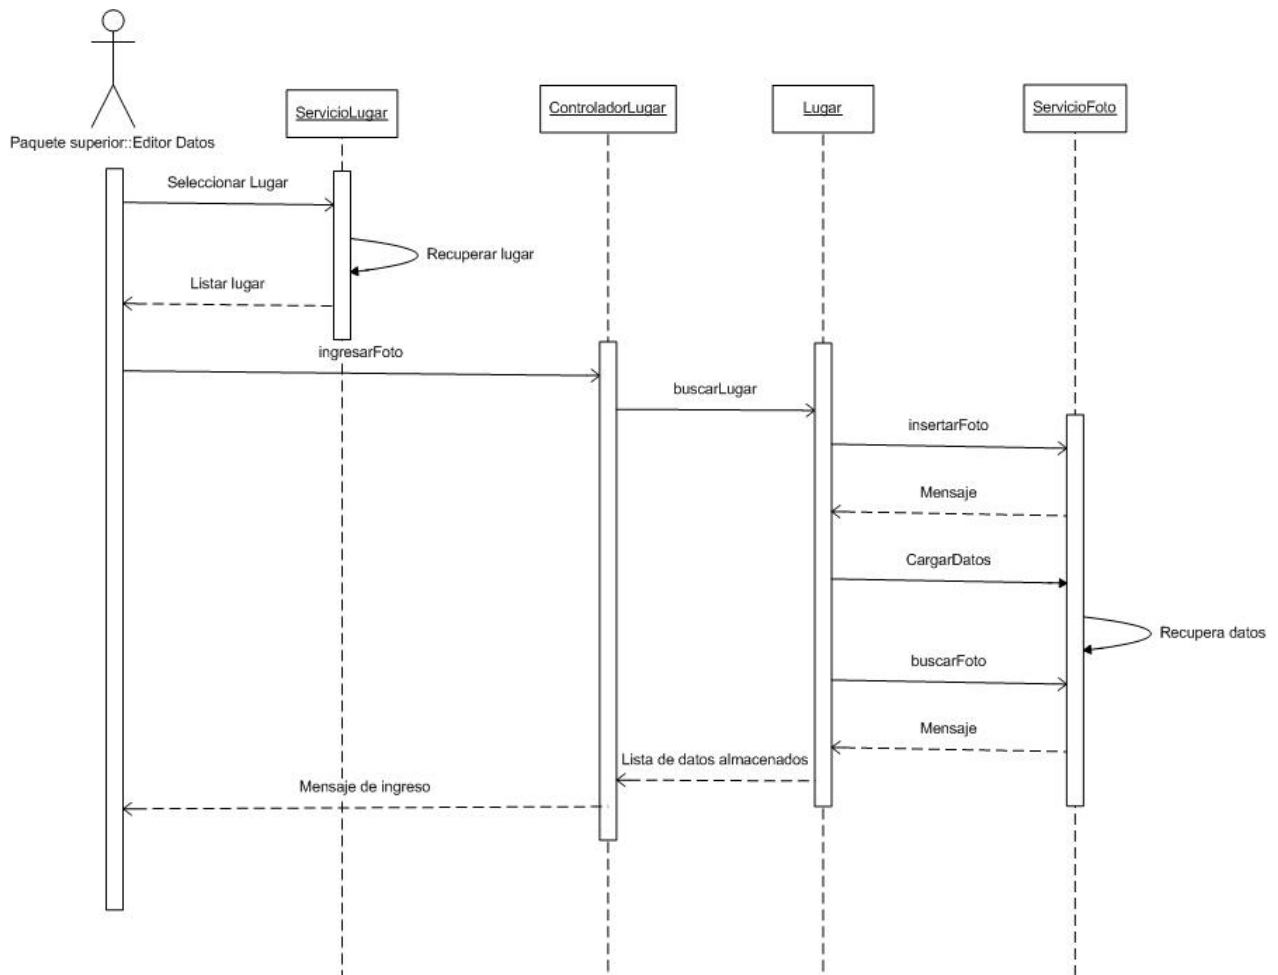 ServicioLugar
ControladorLugar
Lugar
ServicioFoto
Paquete superior::Editor Datos
Seleccionar Lugar
Recuperar lugar
Listar lugar
ingresarFoto
buscarLugar
insertarFoto
Mensaje
CargarDatos
Recupera datos
buscarFoto
Mensaje
Lista de datos almacenados
Mensaje de ingreso